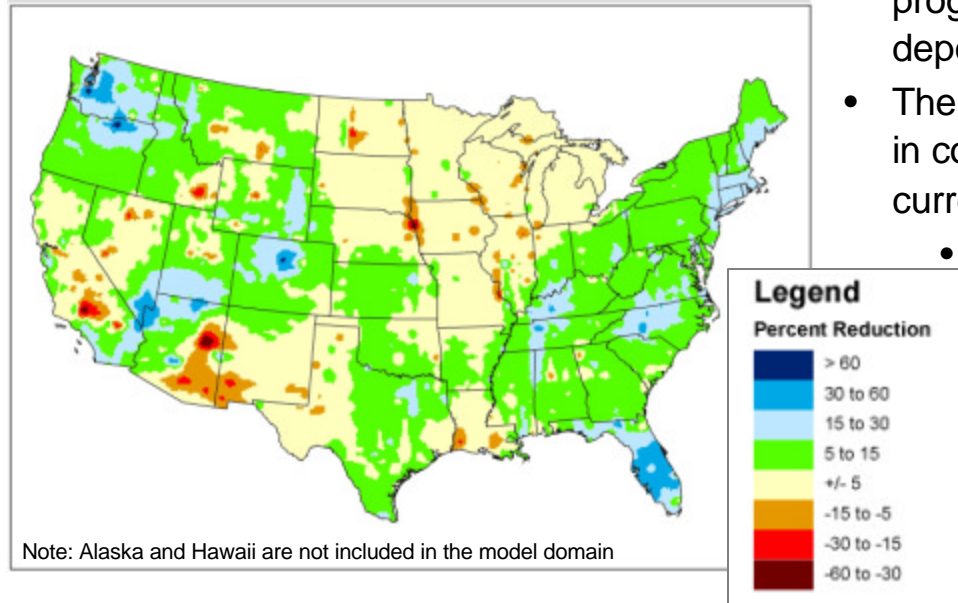 prog
depo
• The
in co
curre
•
Note: Alaska and Hawaii are not included in the model domain
Legend
Percent Reduction
> 60
30 to 60
15 to 30
5 to 15
+/- 5
-15 to -5
-30 to -15
-60 to -30